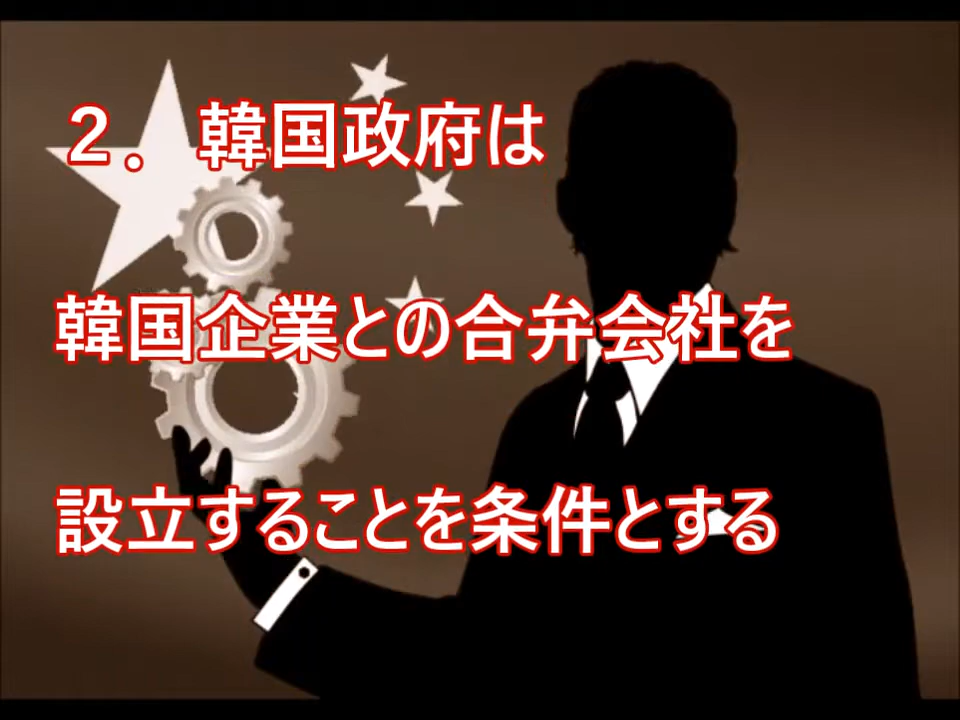 ２．韓国政府は
韓国企業との合弁会社を
設立することを条件とする